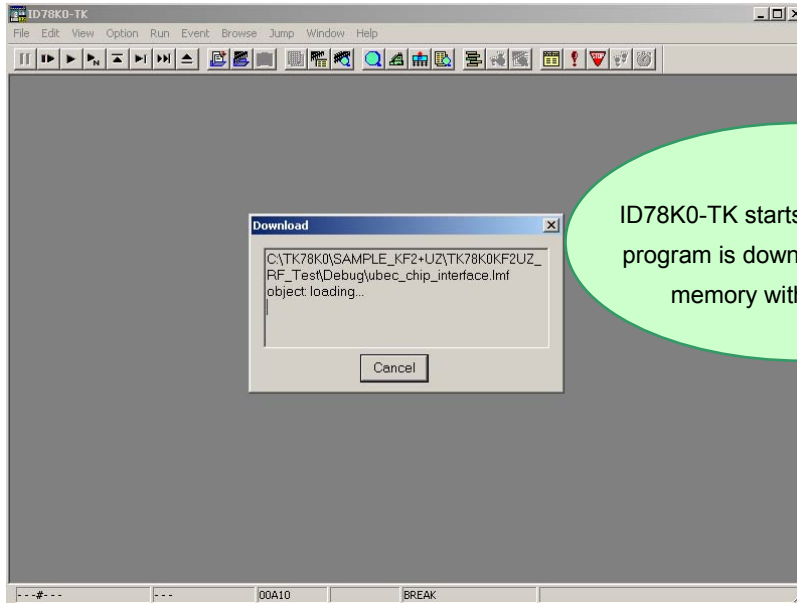 ID78K0-TK
File Edit View Option Run Event Browse Jump Window Help
Download
C:\TK78K0\SAMPLE_KF2+UZ\TK78K0KF2UZ_
RF_Test\Debug\ubec_chip_interface.lmf
object: loading...
Cancel
ID78K0-TK starts
program is down
memory with
---#---
---
00A10
BREAK